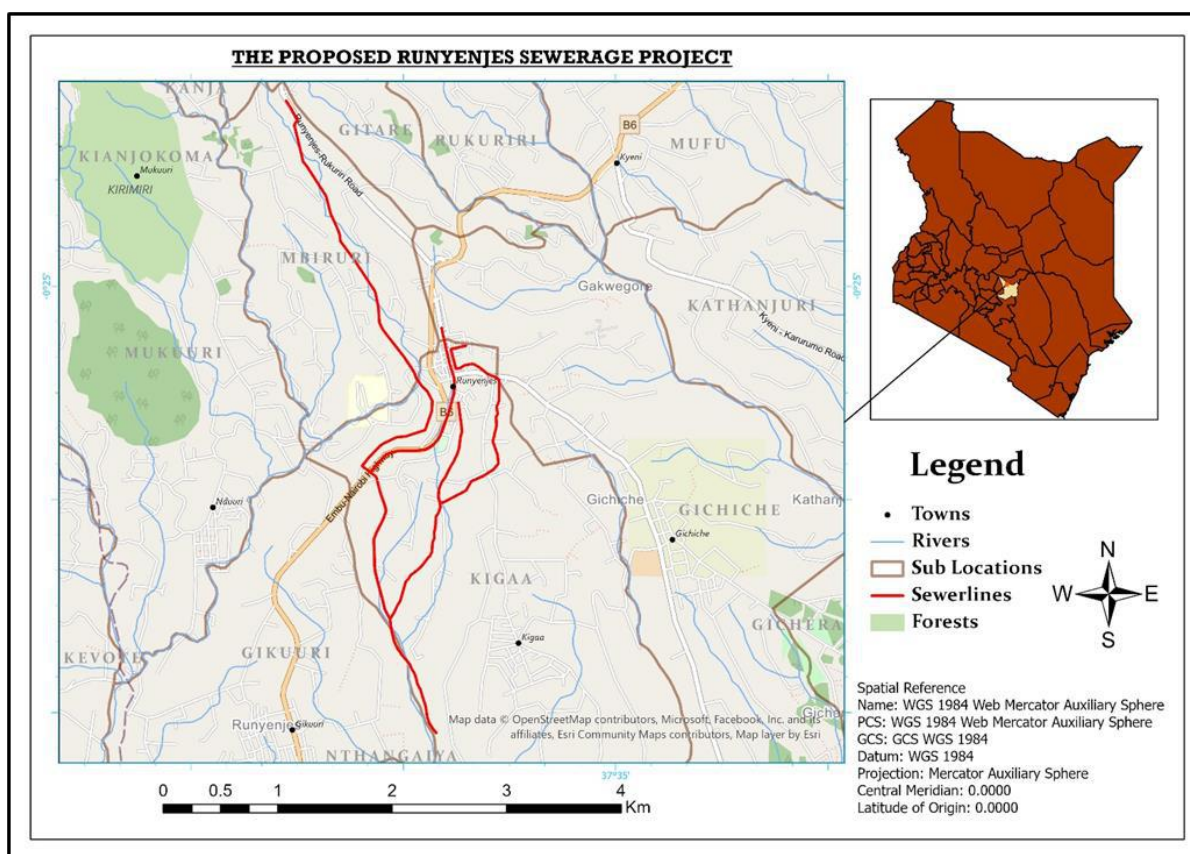 THE PROPOSED RUNYENJES SEWERAGE PROJECT
KANJA
GITARE
RUKURIRI
B6
MUFU
KIANJOKOMA
Mukuuri
KIRIMIRI
Runyenjes-Rukuriri Road
Kyeni
MBIRURI
-0°25'
-0°25'
Gakwegore
KATHANJURI
Kyeni - Karurumo Road
MUKUURI
Runyenjes
B6
Embu-Nairobi Highway
Nduuri
Gichiche
GICHICHE
Kathanj
Gichiche
KIGAA
GICHERA
Kigaa
KEVOTE
GIKUURI
Runyenjes
Gikuuri
Giche
NTHANGAIYA
Map data © OpenStreetMap contributors, Microsoft, Facebook, Inc. and its
affiliates, Esri Community Maps contributors, Map layer by Esri
37°35'
0 0.5 1 2 3 4
Km
Legend
Towns
Rivers
Sub Locations
Sewerlines
Forests
N
W E
S
Spatial Reference
Name: WGS 1984 Web Mercator Auxiliary Sphere
PCS: WGS 1984 Web Mercator Auxiliary Sphere
GCS: GCS WGS 1984
Datum: WGS 1984
Projection: Mercator Auxiliary Sphere
Central Meridian: 0.0000
Latitude of Origin: 0.0000